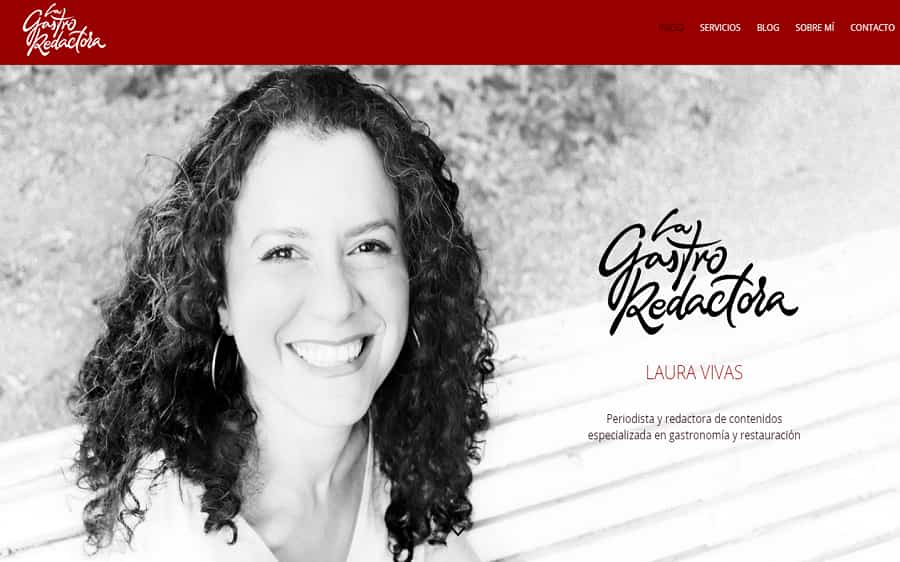 La
Gastro
Redactora
INICIO
SERVICIOS
BLOG
SOBRE MÍ
CONTACTO
La
Gastro
Redactora
LAURA VIVAS
Periodista y redactora de contenidos
especializada en gastronomía y restauración